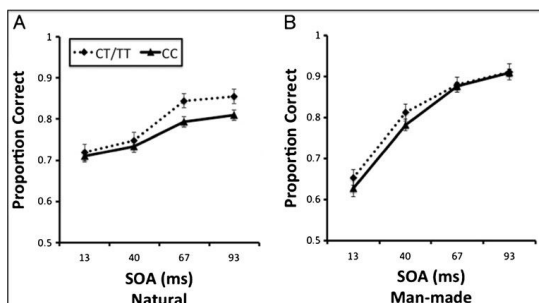 A
CT/TT CC
Proportion Correct
1
0.9
0.8
0.7
0.6
0.5
13 40 67 93
SOA (ms)
Natural
B
Proportion Correct
1
0.9
0.8
0.7
0.6
0.5
13 40 67 93
SOA (ms)
Man-made